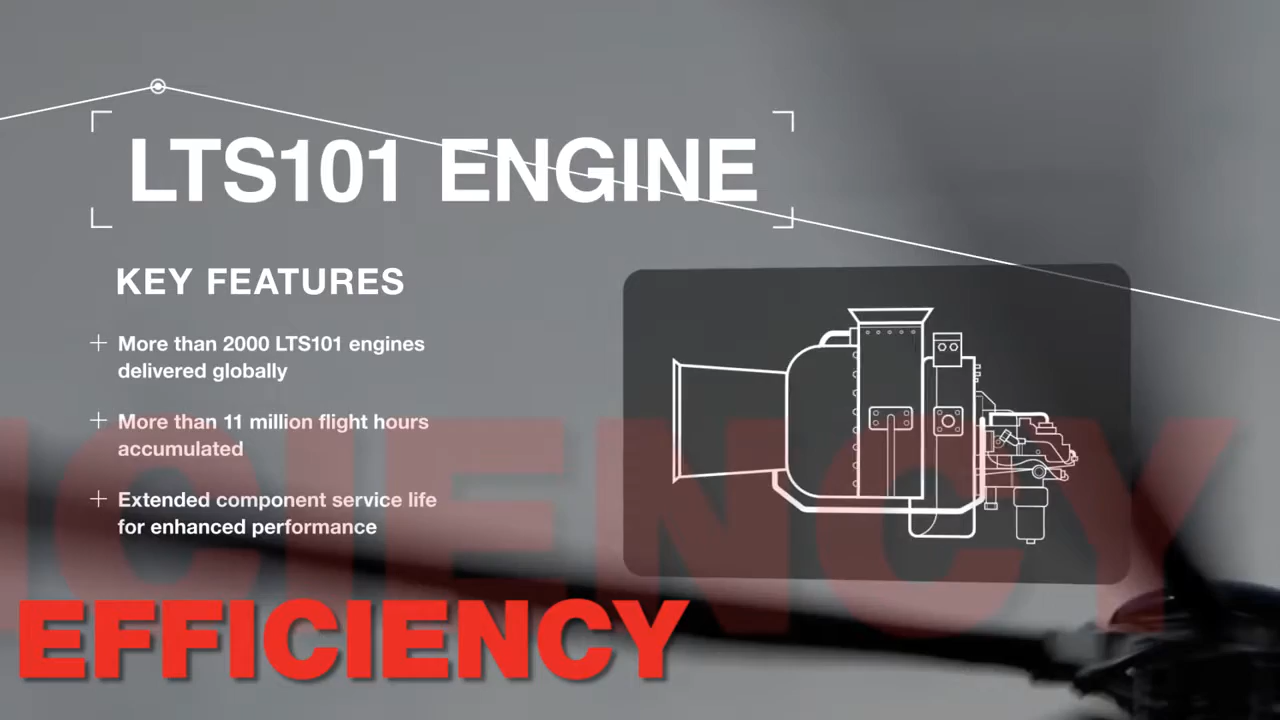 LTS101 ENGINE
KEY FEATURES
More than 2000 LTS101 engines
delivered globally
More than 11 million flight hours
accumulated
Extended component service life
for enhanced performance
ICIENCY
EFFICIENCY